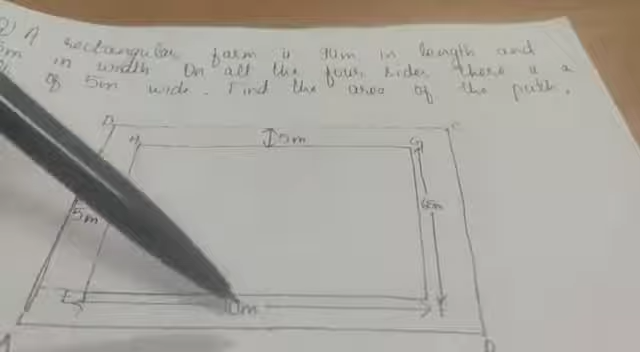 Q) A rectangular farm is 90m in length and
5m in width On all the four sides there is a
of 5m wide. Find the area of the path.
D
C
H
5m
G
5m
65m
A
B